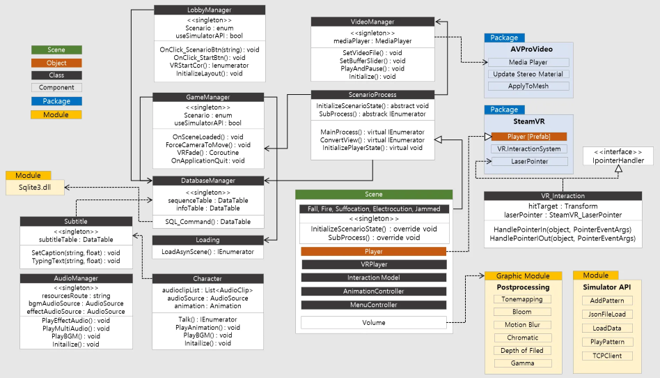 Scene
Object
Class
Component
Package
Module
LobbyManager
<<singleton>>
Scenario : enum
useSimulatorAPI : bool
OnClick_ScenarioBtn(string) : void
OnClick_StartBtn() : void
VRStartCor() : Ienumerator
InitializeLayout() : void
GameManager
<<singleton>>
Scenario : enum
useSimulatorAPI : bool
OnSceneLoaded() : void
ForceCameraToMove() : void
VRFade() : Coroutine
OnApplicationQuit : void
DatabaseManager
<<singleton>>
sequenceTable : DataTable
infoTable : DataTable
SQL_Command() : DataTable
Loading
LoadAsynScene() : IEnumerator
Module
Sqlite3.dll
Subtitle
<<singleton>>
subtitleTable : DataTable
SetCaption(string, float) : void
TypingText(string, float) : void
AudioManager
<<singleton>>
resourcesRoute : string
bgmAudioSource : AudioSource
effectAudioSource : AudioSource
PlayEffectAudio() : void
PlayMultiAudio() : void
PlayBGM() : void
Initailize() : void
Character
audioclipList : List<AudioClip>
audioSource : AudioSource
animation : Animation
Talk() : IEnumerator
PlayAnimation() : void
PlayBGM() : void
Initailize() : void
VideoManager
<<signleton>>
mediaPlayer : MediaPlayer
SetVideoFile() : void
SetBufferSlider() : void
PlayAndPause() : void
Initialize() : void
ScenarioProcess
InitializeScenarioState() : abstract void
SubProcess() : abstrack IEnumerator
MainProcess() : virtual IEnumerator
ConvertView() : virtual IEnumerator
InitializePlayerState() : virtual void
Scene
Fall, Fire, Suffocation, Electrocution, Jammed
<<singleton>>
InitializeScenarioState() : override void
SubProcess() : override void
Player
VRPlayer
Interaction Model
AnimationController
MenuController
Volume
Package
AVProVideo
Media Player
Update Stereo Material
ApplyToMesh
Package
SteamVR
Player (Prefab)
VR.InteractionSystem
LaserPointer
<<interface>>
IpointerHandler
VR_Interaction
hitTarget : Transform
laserPointer : SteamVR_LaserPointer
HandlePointerIn(object, PointerEventArgs)
HandlePointerOut(object, PointerEventArgs)
Graphic Module
Postprocessing
Tonemapping
Bloom
Motion Blur
Chromatic
Depth of Filed
Gamma
Module
Simulator API
AddPattern
JsonFileLoad
LoadData
PlayPattern
TCPClient